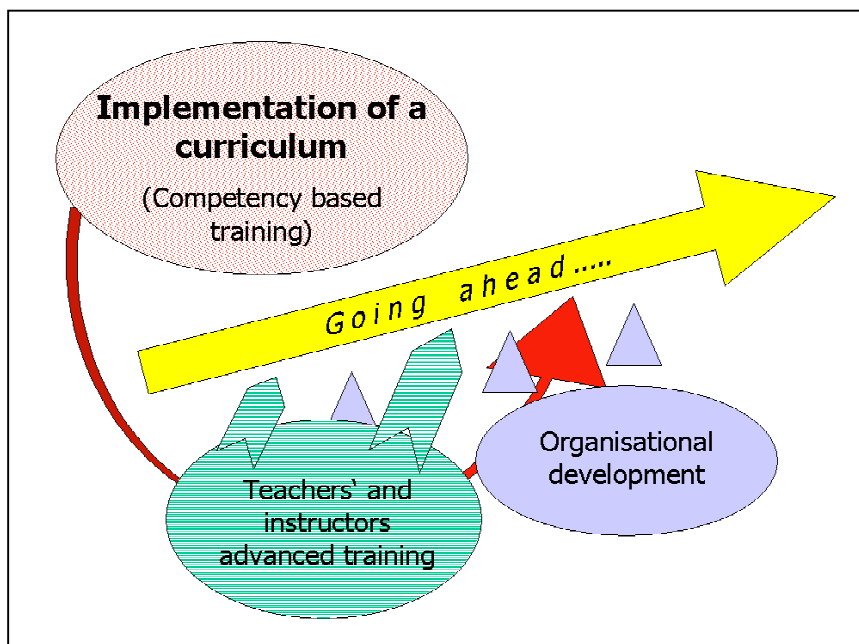 Implementation of a
curriculum
(Competency based
training)
Going ahead.....
Organisational
development
Teachers‘ and
instructors
advanced training